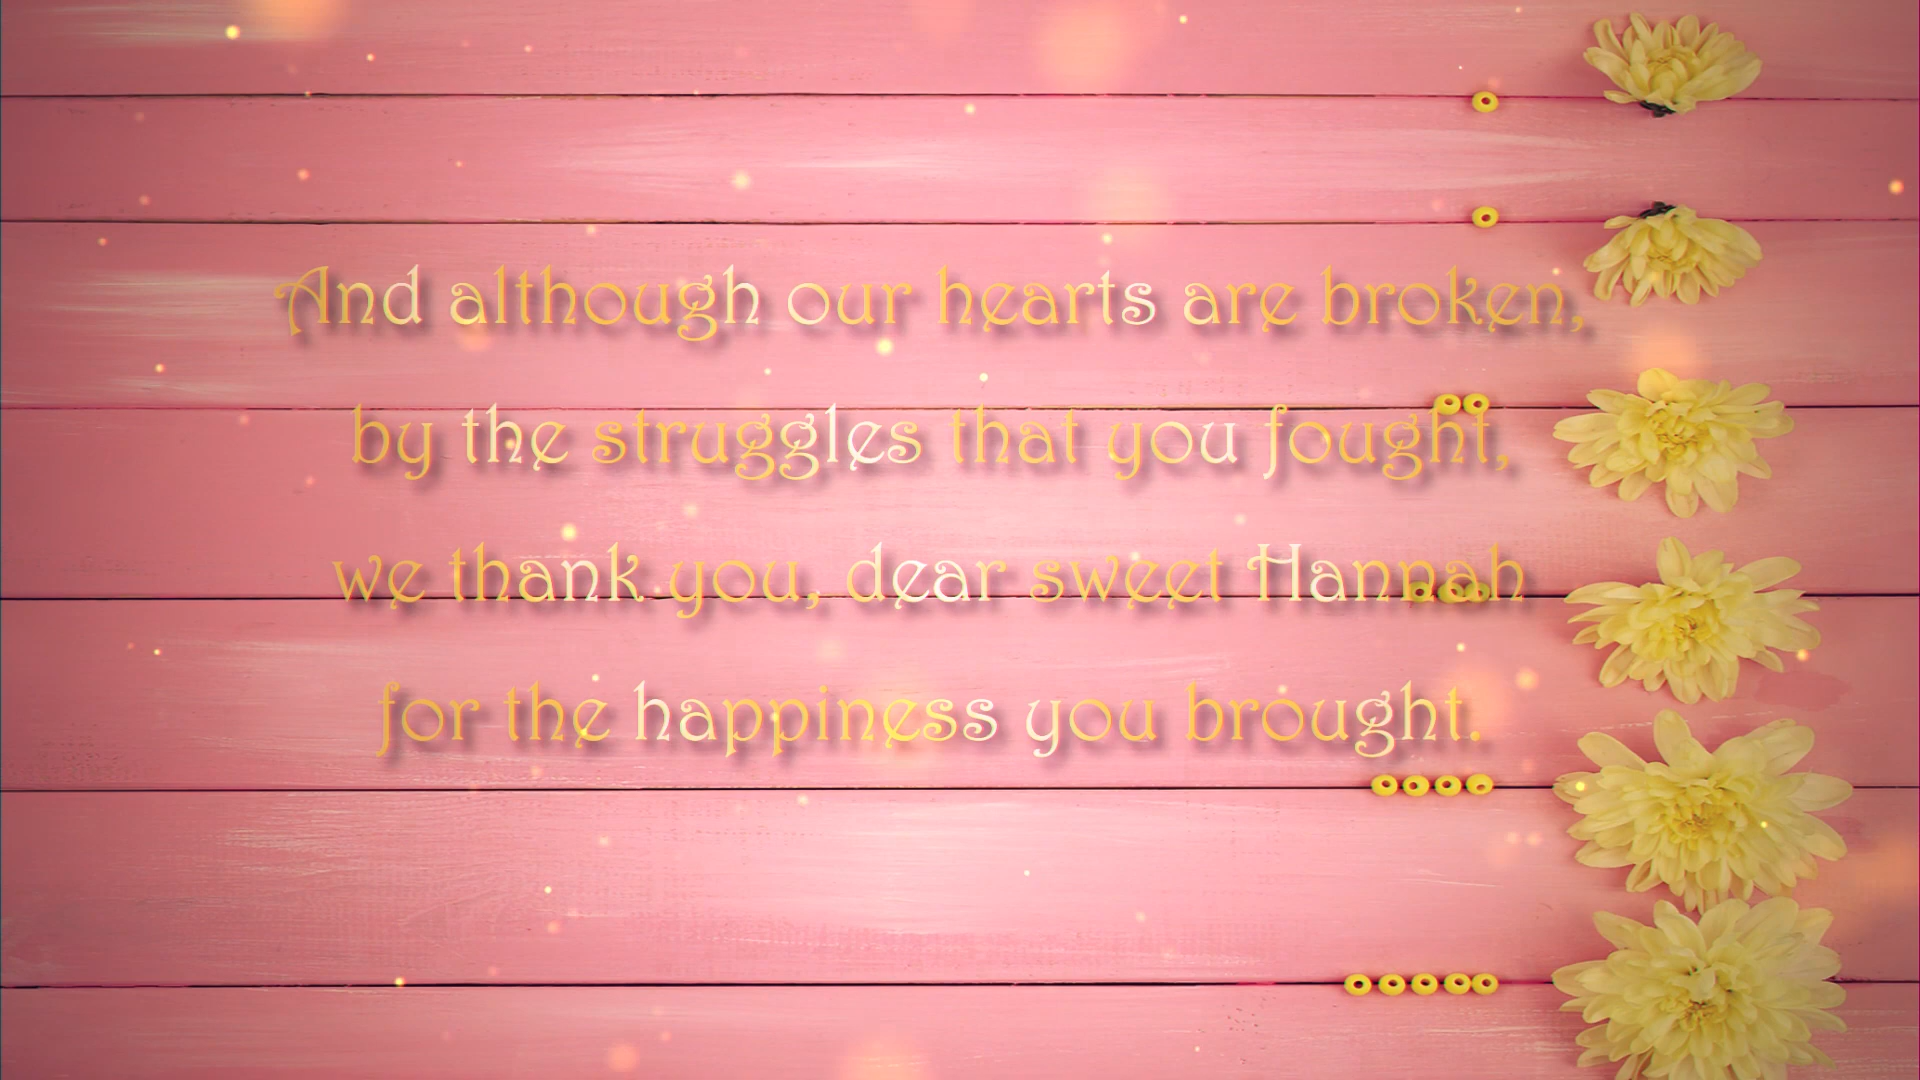 And although our hearts are broken,
by the struggles that you fought,
we thank you, dear sweet Hannah
for the happiness you brought.